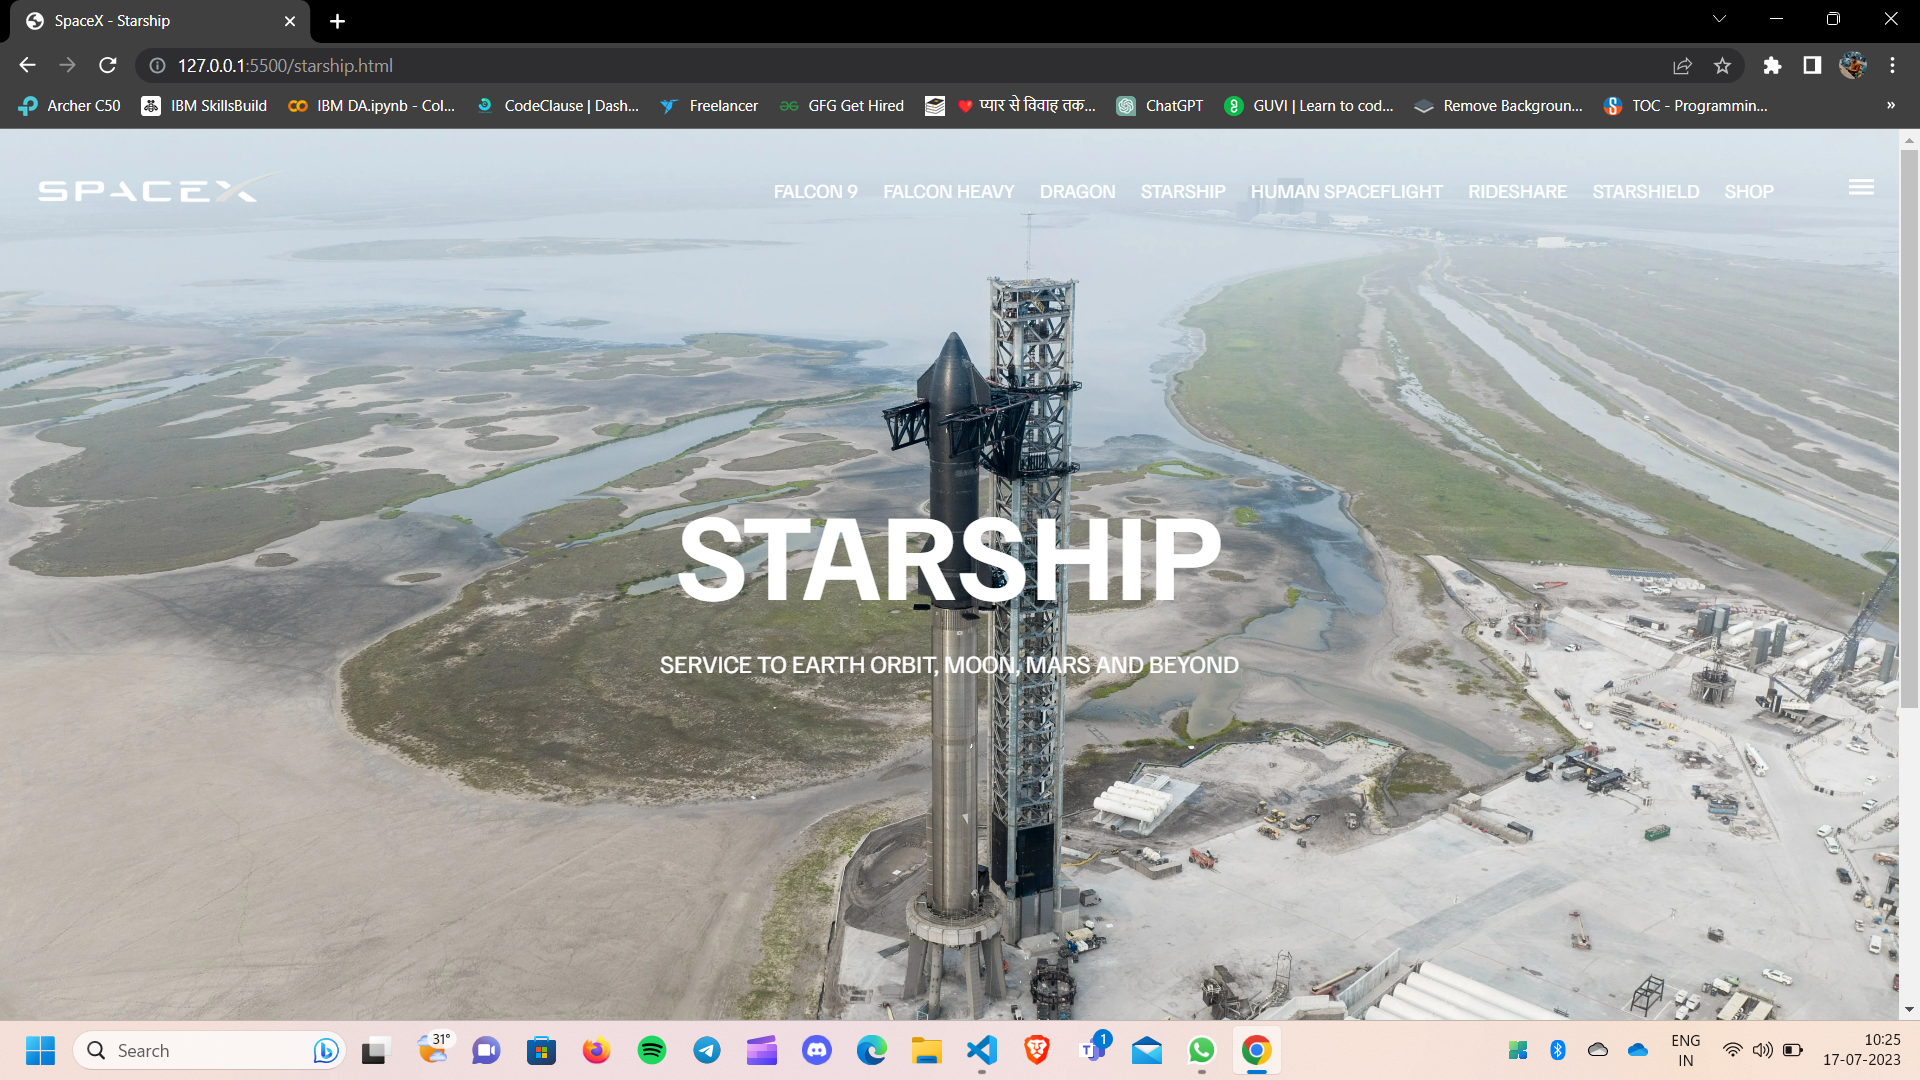 SpaceX - Starship
127.0.0.1:5500/starship.html
Archer C50 IBM SkillsBuild IBM DA.ipynb - Col... CodeClause | Dash... Freelancer GFG Get Hired ❤️ प्यार से विवाह तक... ChatGPT GUVI | Learn to cod... Remove Backgroun... TOC - Programmin... »
SPACEX FALCON 9 FALCON HEAVY DRAGON STARSHIP HUMAN SPACEFLIGHT RIDESHARE STARSHIELD SHOP
STARSHIP
SERVICE TO EARTH ORBIT, MOON, MARS AND BEYOND
Search 31° 1 ENG 10:25
IN 17-07-2023